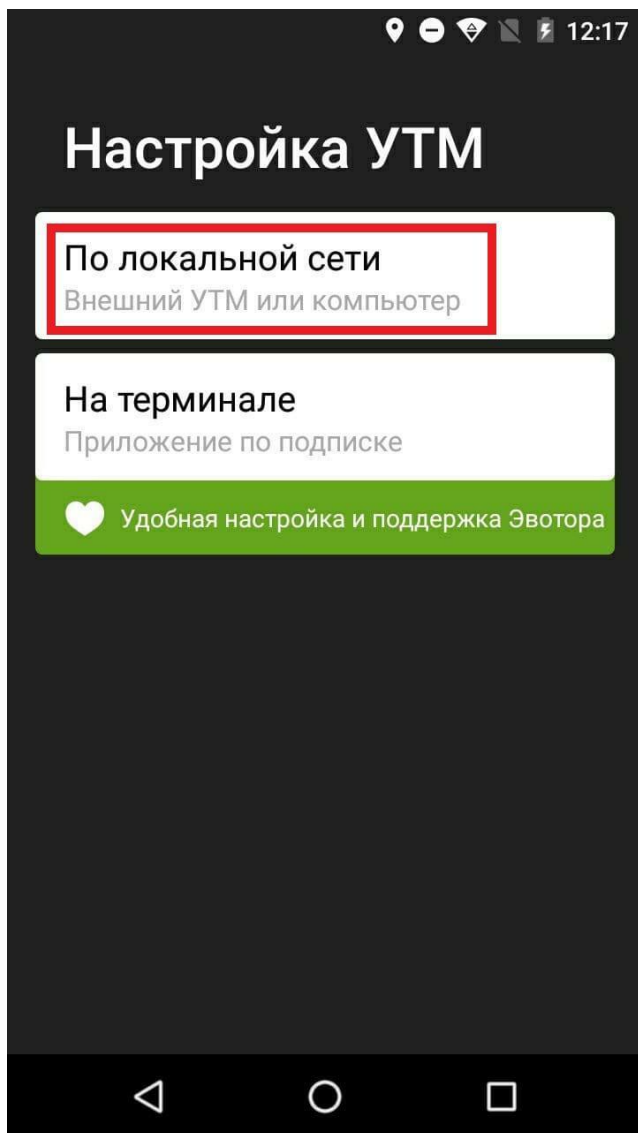 12:17
Настройка УТМ
По локальной сети
Внешний УТМ или компьютер
На терминале
Приложение по подписке
Удобная настройка и поддержка Эвотора